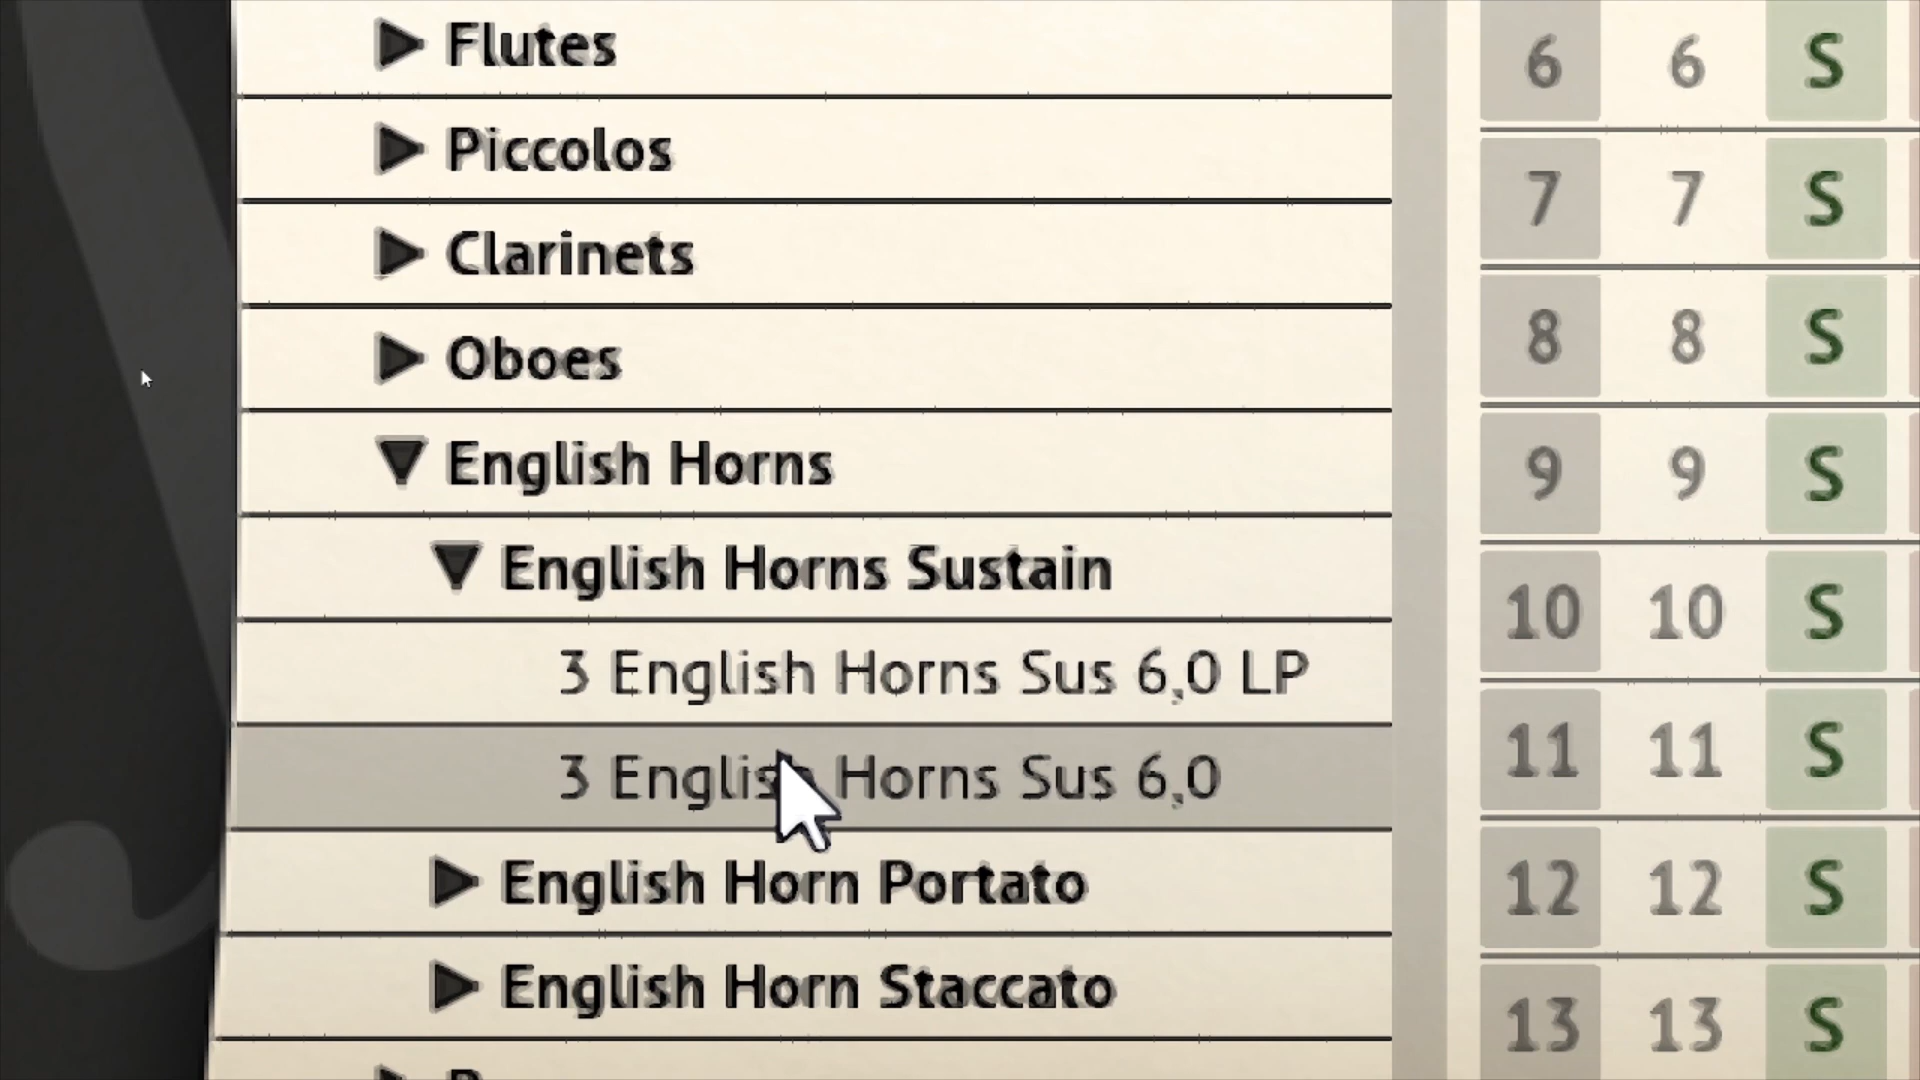 Flutes
Piccolos
Clarinets
Oboes
English Horns
English Horns Sustain
3 English Horns Sus 6,0 LP
3 English Horns Sus 6,0
English Horn Portato
English Horn Staccato
6 6 S
7 7 S
8 8 S
9 9 S
10 10 S
11 11 S
12 12 S
13 13 S